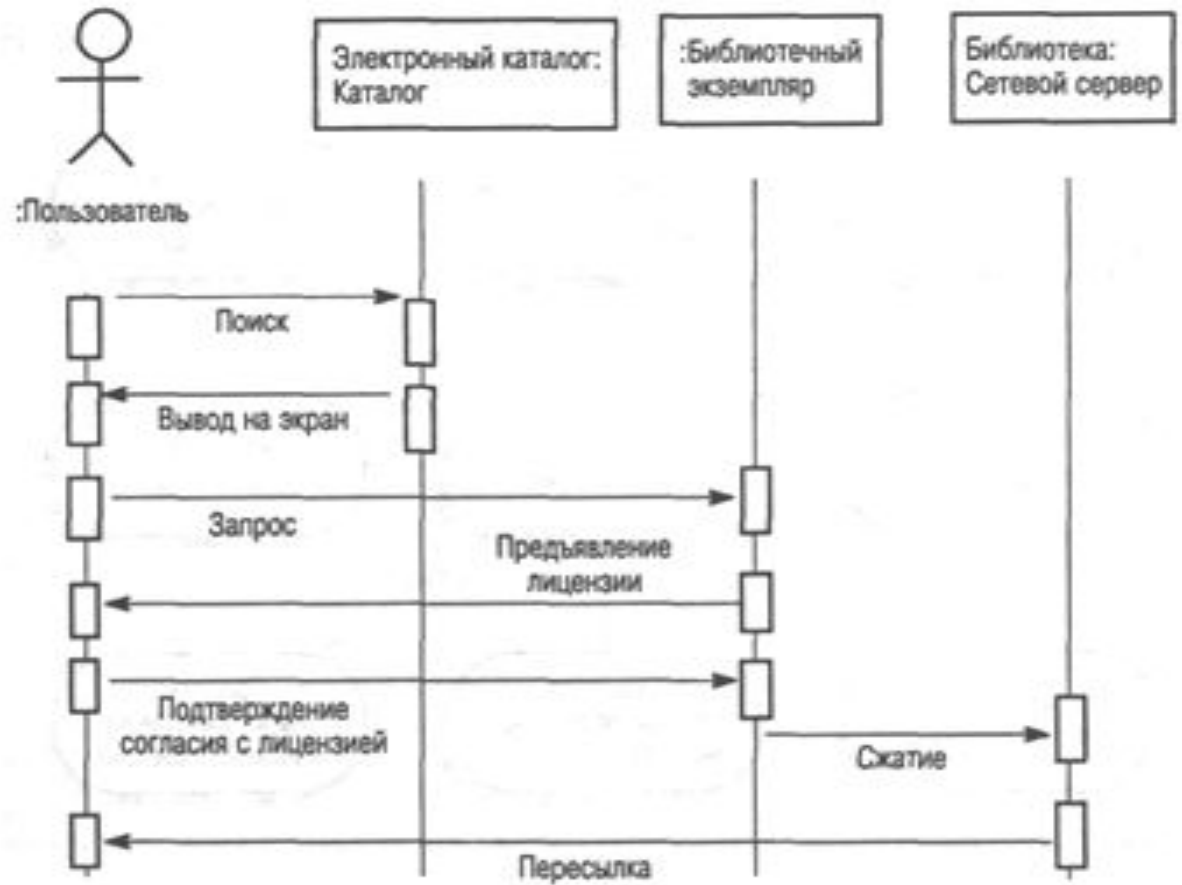 Электронный каталог:
Каталог
:Библиотечный
экземпляр
Библиотека:
Сетевой сервер
:Пользователь
Поиск
Вывод на экран
Запрос
Предъявление
лицензии
Подтверждение
согласия с лицензией
Сжатие
Пересылка